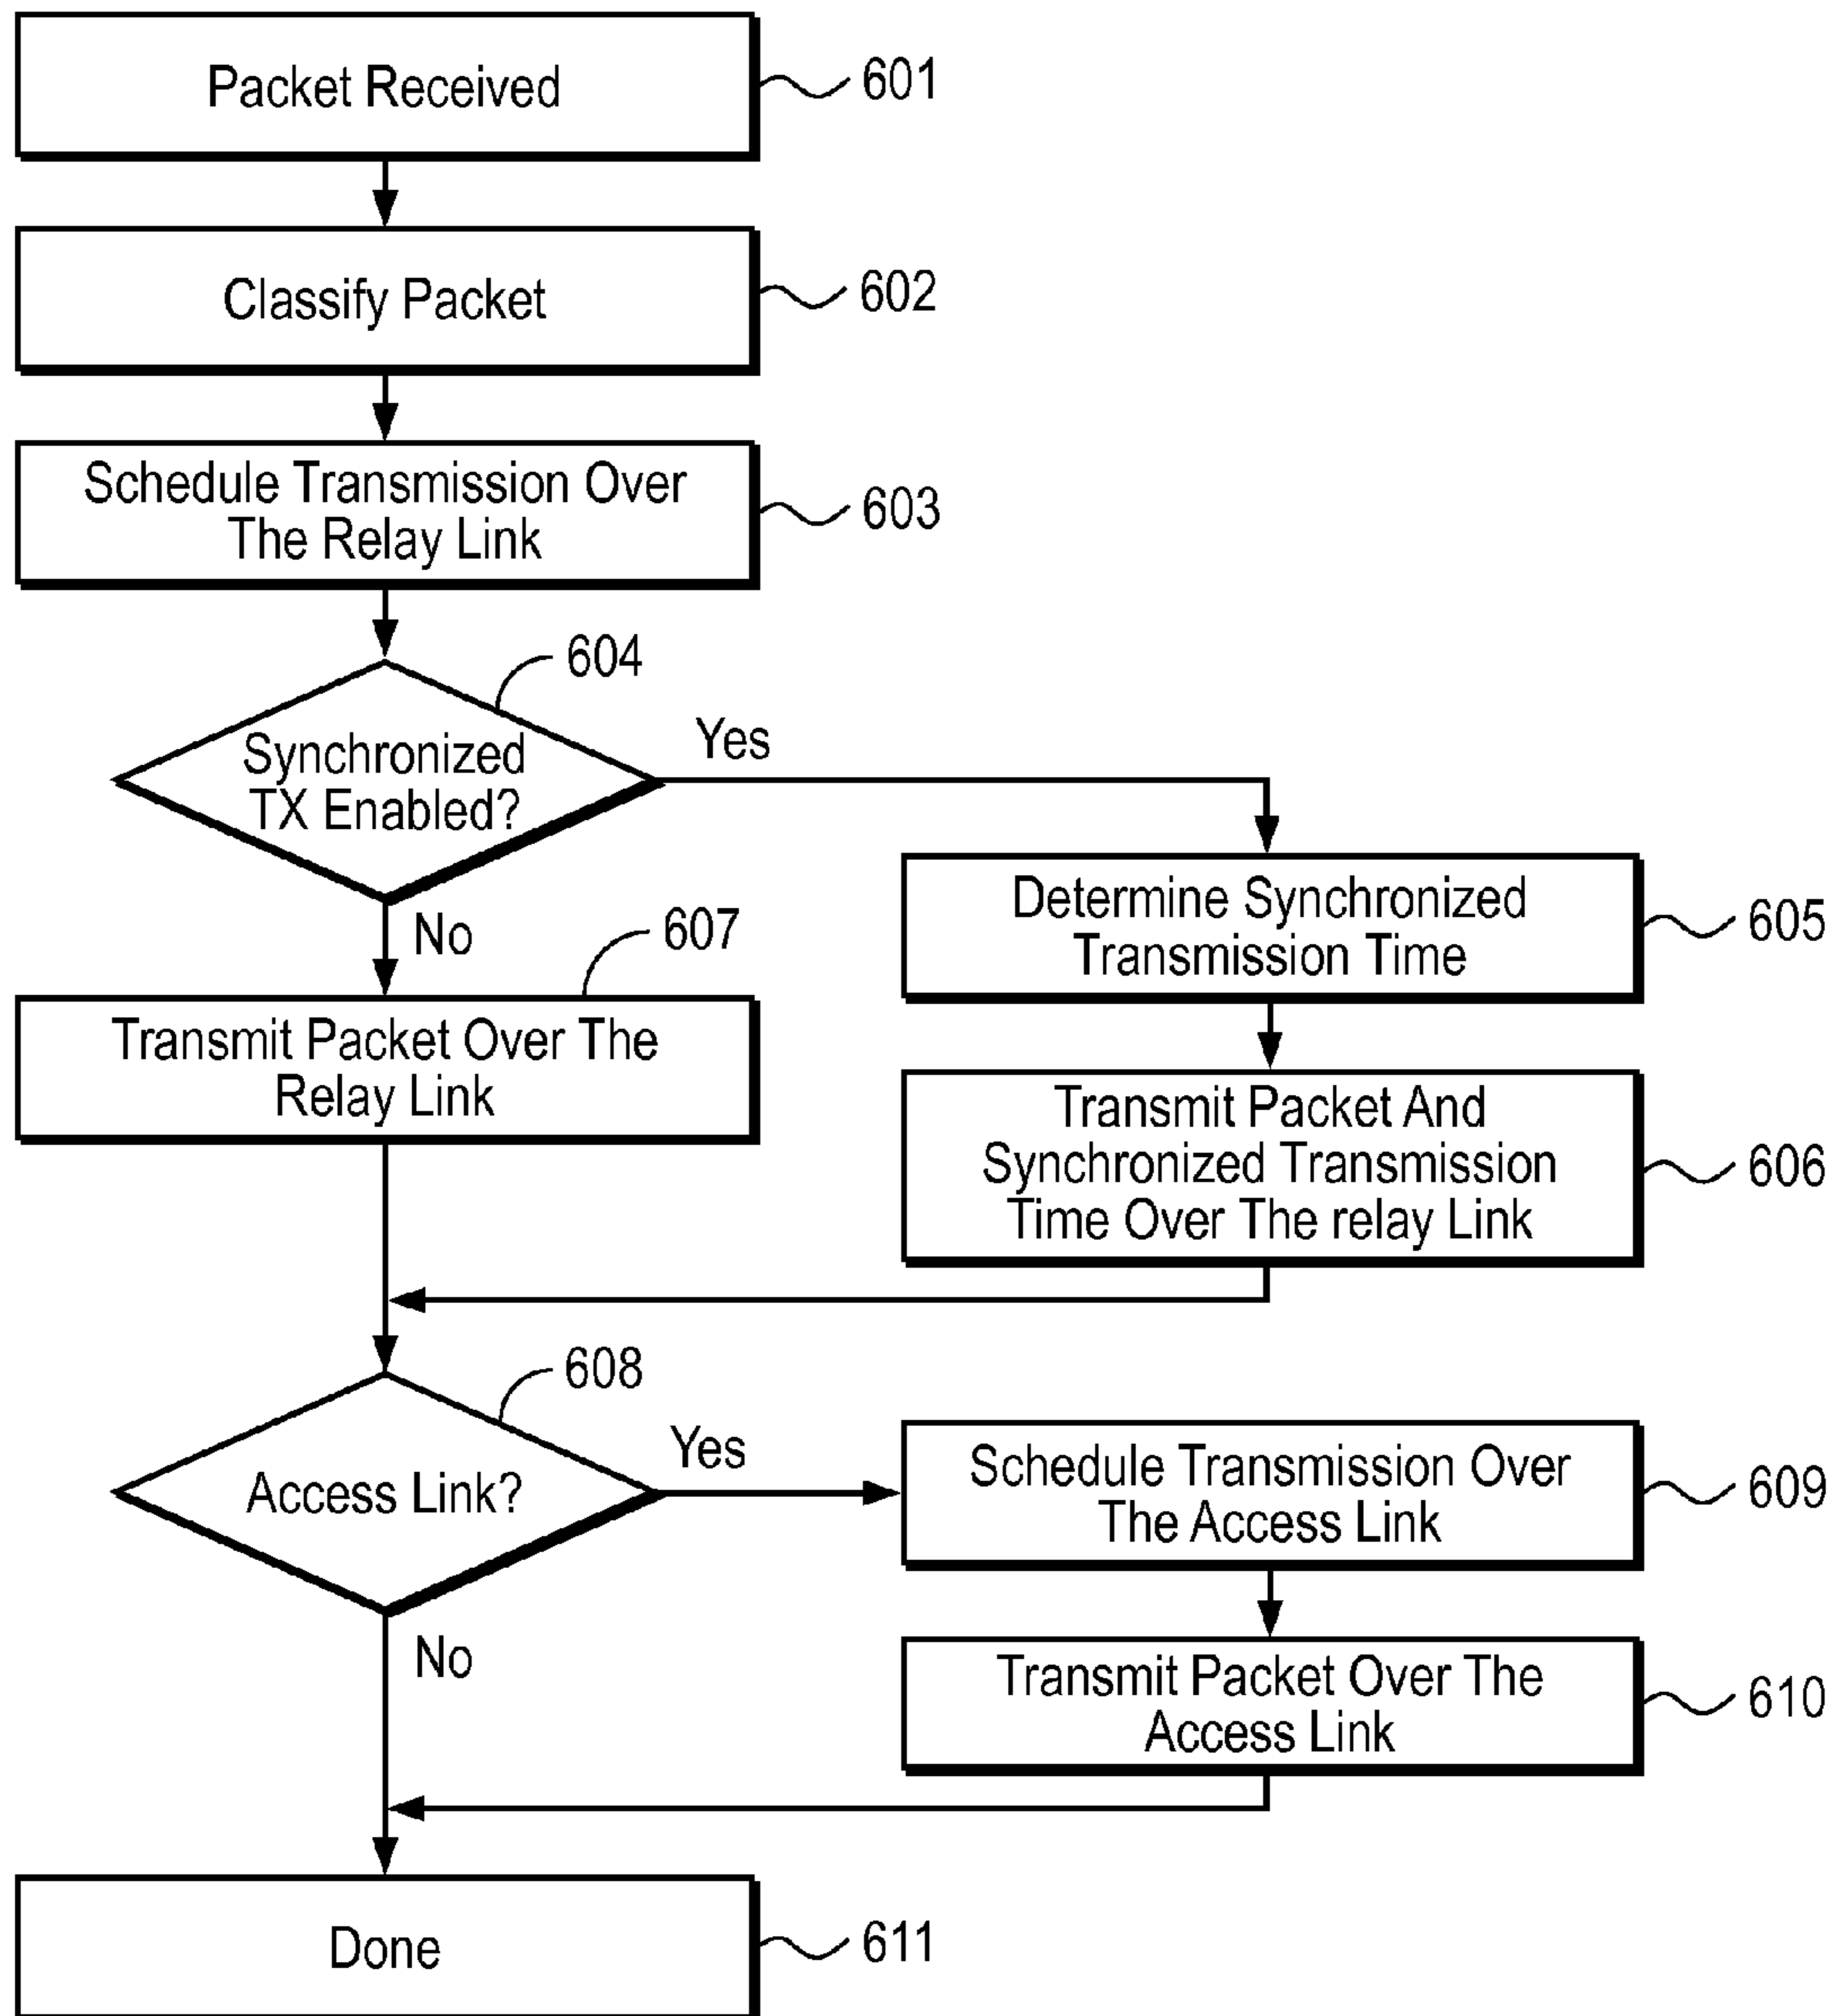 Packet Received
601
Classify Packet
602
Schedule Transmission Over
The Relay Link
603
604
Synchronized
TX Enabled?
Yes
No
Determine Synchronized
Transmission Time
605
607
Transmit Packet Over The
Relay Link
Transmit Packet And
Synchronized Transmission
Time Over The relay Link
606
608
Access Link?
Yes
No
Schedule Transmission Over
The Access Link
609
Transmit Packet Over The
Access Link
610
Done
611